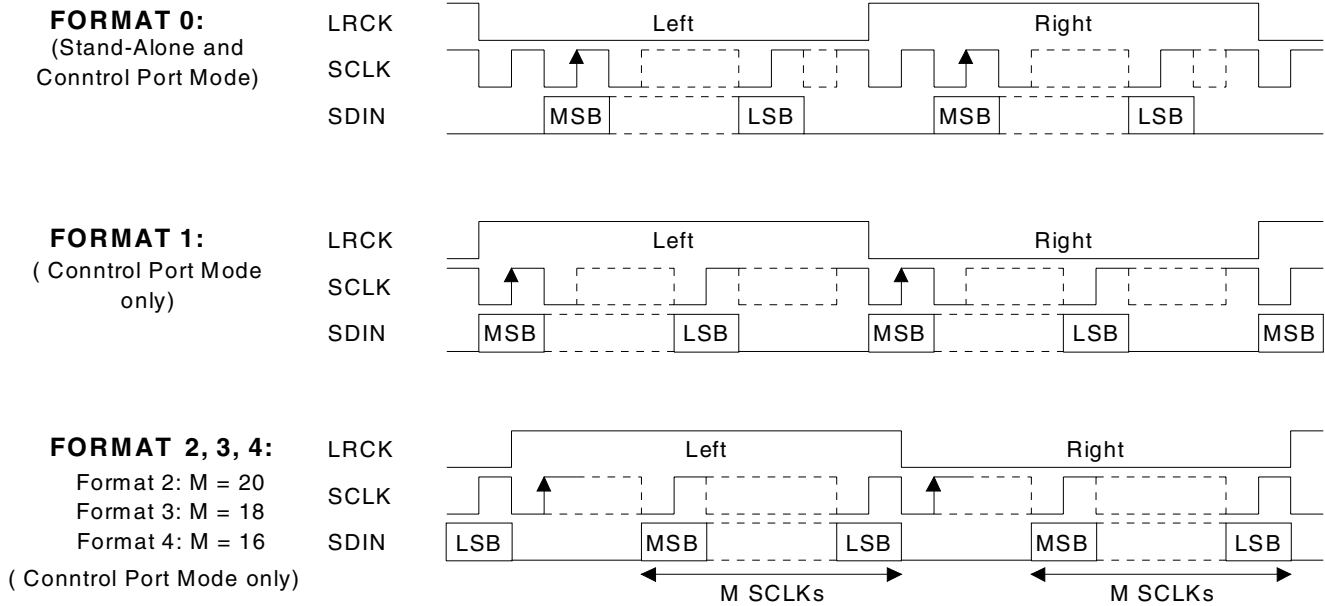 FORMAT 0:
(Stand-Alone and
Conntrol Port Mode)
LRCK
Left
Right
SCLK
SDIN
MSB
LSB
MSB
LSB
FORMAT 1:
( Conntrol Port Mode
only)
LRCK
Left
Right
SCLK
SDIN
MSB
LSB
MSB
LSB
MSB
FORMAT 2, 3, 4:
Format 2: M = 20
Format 3: M = 18
Format 4: M = 16
( Conntrol Port Mode only)
LRCK
Left
Right
SCLK
SDIN
LSB
MSB
LSB
MSB
LSB
M SCLKs
M SCLKs